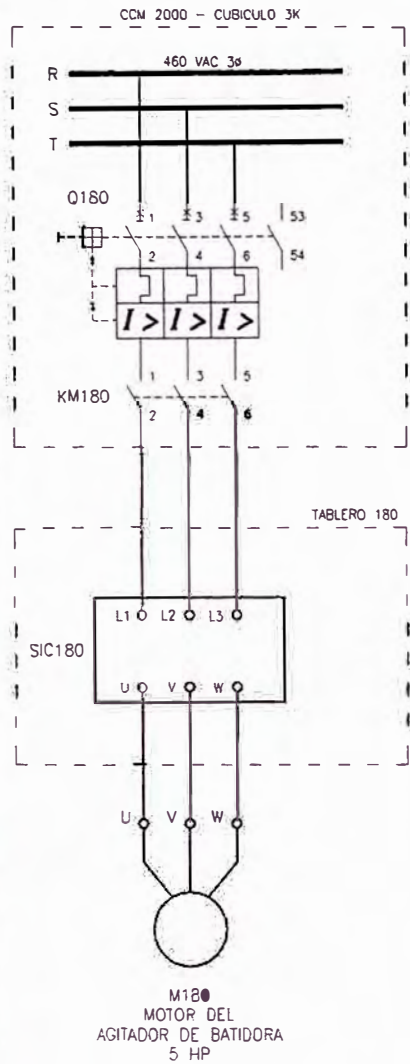 CCM 2000 - CUBICULO 3K
460 VAC 3ø
R
S
T
Q180
1 3 5 53
2 4 6 54
I > I > I >
1 3 5
KM180
2 4 6
TABLERO 180
L1 L2 L3
SIC180
U V W
U V W
M180
MOTOR DEL
AGITADOR DE BATIDORA
5 HP